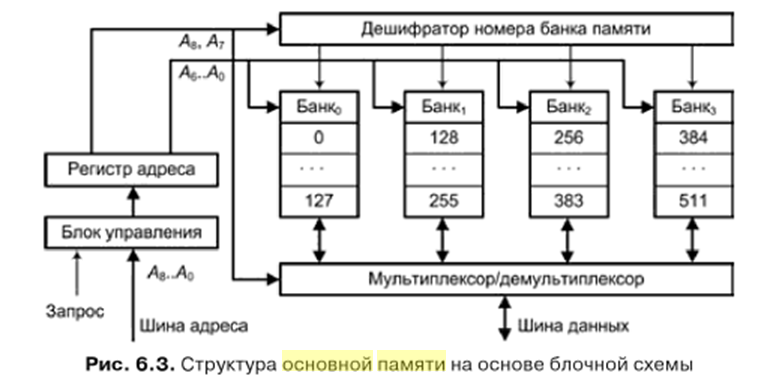 Дешифратор номера банка памяти
A₈, A₇
A₆..A₀
Банк₀ Банк₁ Банк₂ Банк₃
0 128 256 384
... ... ... ...
127 255 383 511
Регистр адреса
Блок управления
A₈..A₀
Мультиплексор/демультиплексор
Запрос
Шина адреса
Шина данных
Рис. 6.3. Структура основной памяти на основе блочной схемы